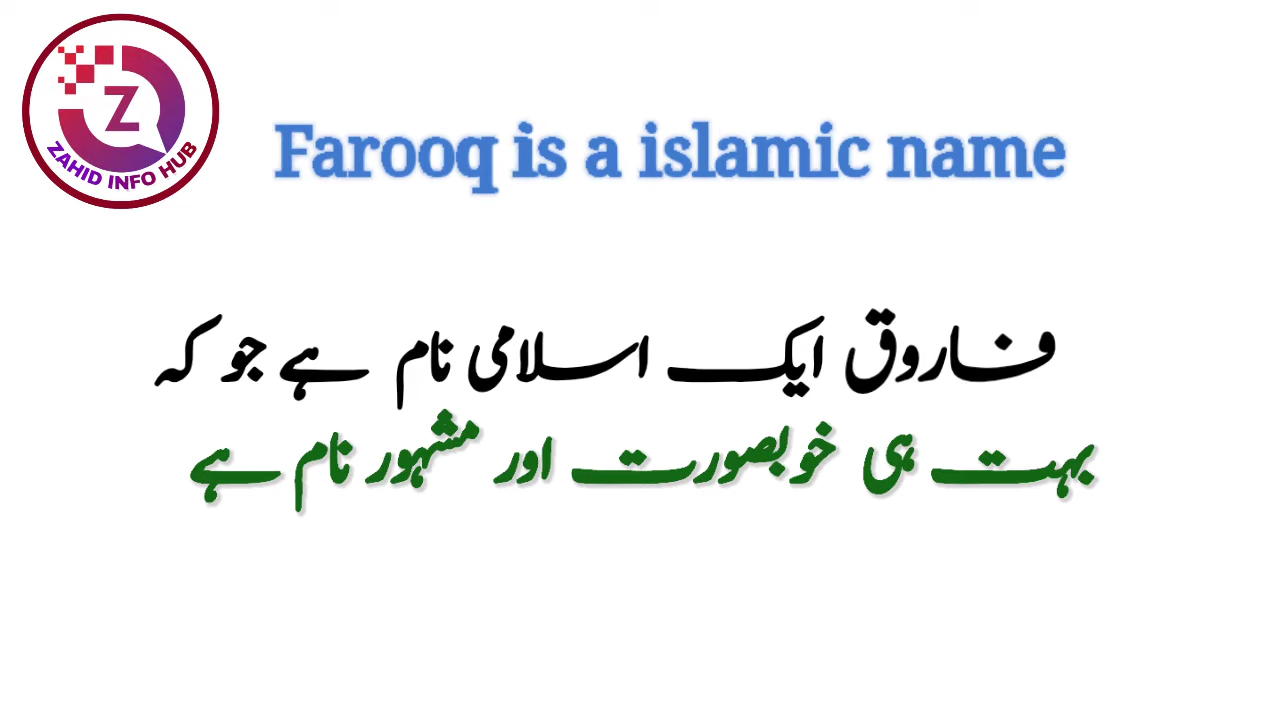 Z
ZAHID INFO HUB
Farooq is a islamic name
فاروق ایک اسلامی نام ہے جو کہ
بہت ہی خوبصورت اور مشہور نام ہے